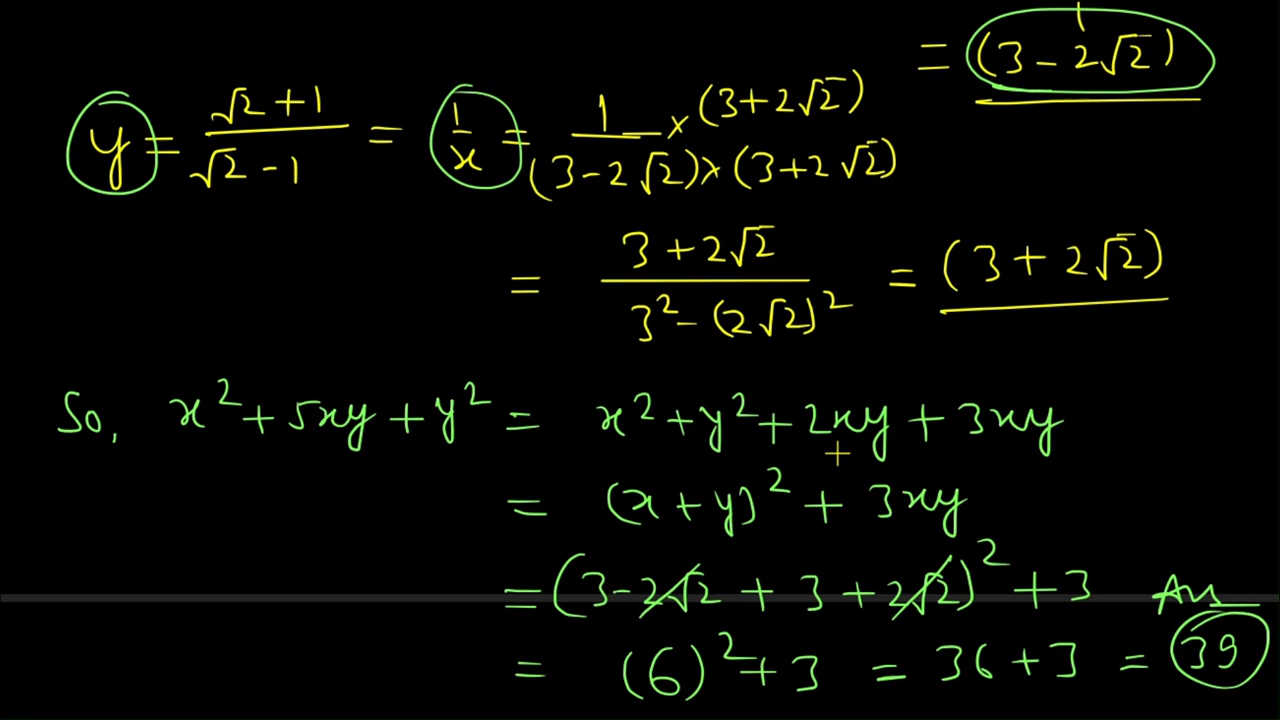 = (3 - 2√2)
y = (√2 + 1)/(√2 - 1) = 1/x = 1/(3 - 2√2) × (3 + 2√2)/(3 + 2√2)
= (3 + 2√2)/(3² - (2√2)²) = (3 + 2√2)
So, x² + 5xy + y² = x² + y² + 2xy + 3xy
= (x + y)² + 3xy
= (3 - 2√2 + 3 + 2√2)² + 3 Ans
= (6)² + 3 = 36 + 3 = 39